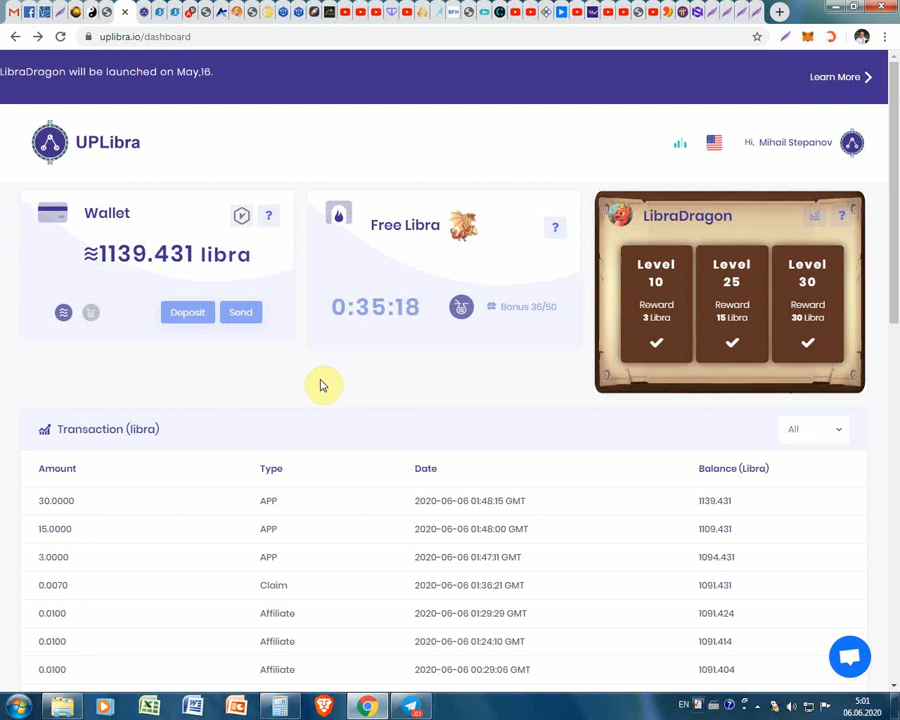 uplibra.io/dashboard
LibraDragon will be launched on May,16.
Learn More
UPLibra
Hi, Mihail Stepanov
Wallet
?
≈1139.431 libra
Deposit
Send
Free Libra
?
0:35:18
Bonus 36/50
LibraDragon
?
Level 10
Reward
3 Libra
Level 25
Reward
15 Libra
Level 30
Reward
30 Libra
Transaction (libra)
All
Amount Type Date Balance (Libra)
30.0000 APP 2020-06-06 01:48:15 GMT 1139.431
15.0000 APP 2020-06-06 01:48:00 GMT 1109.431
3.0000 APP 2020-06-06 01:47:11 GMT 1094.431
0.0070 Claim 2020-06-06 01:36:21 GMT 1091.431
0.0100 Affiliate 2020-06-06 01:29:29 GMT 1091.424
0.0100 Affiliate 2020-06-06 01:24:10 GMT 1091.414
0.0100 Affiliate 2020-06-06 00:29:06 GMT 1091.404
EN
5:01
06.06.2020